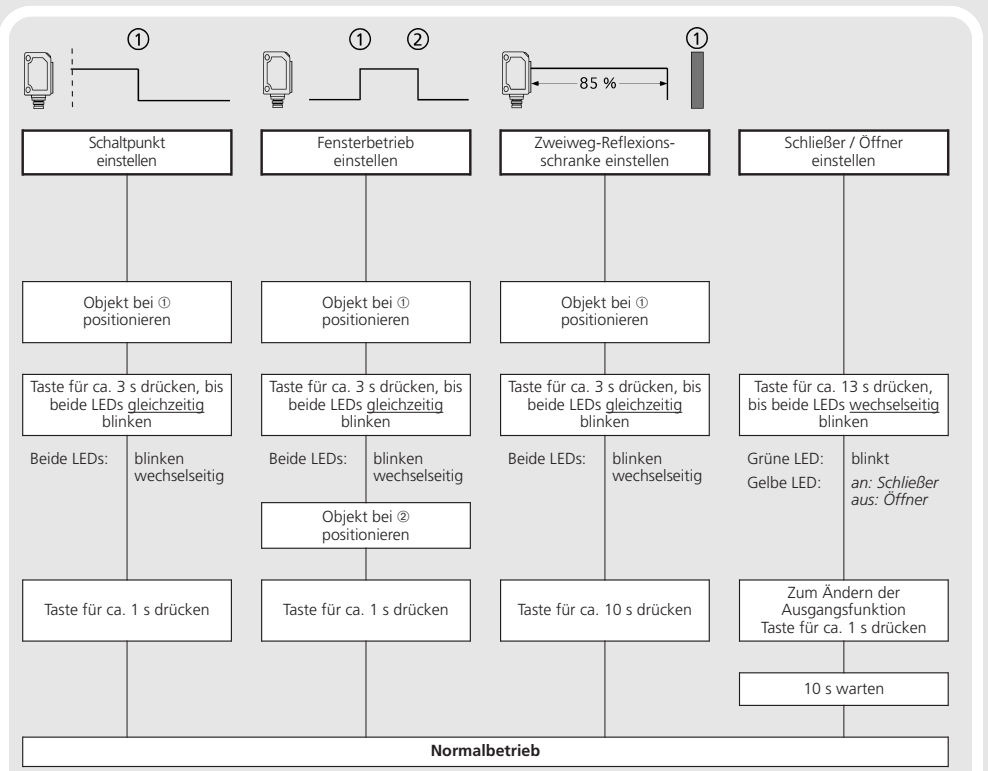 ①
① ②
①
85 %
Schaltpunkt
einstellen
Fensterbetrieb
einstellen
Zweiweg-Reflexions-
schranke einstellen
Schließer / Öffner
einstellen
Objekt bei ①
positionieren
Objekt bei ①
positionieren
Objekt bei ①
positionieren
Taste für ca. 3 s drücken, bis
beide LEDs gleichzeitig
blinken
Taste für ca. 3 s drücken, bis
beide LEDs gleichzeitig
blinken
Taste für ca. 3 s drücken, bis
beide LEDs gleichzeitig
blinken
Taste für ca. 13 s drücken,
bis beide LEDs wechselseitig
blinken
Beide LEDs: blinken
wechselseitig
Beide LEDs: blinken
wechselseitig
Beide LEDs: blinken
wechselseitig
Grüne LED: blinkt
Gelbe LED: an: Schließer
aus: Öffner
Objekt bei ②
positionieren
Taste für ca. 1 s drücken
Taste für ca. 1 s drücken
Taste für ca. 10 s drücken
Zum Ändern der
Ausgangsfunktion
Taste für ca. 1 s drücken
10 s warten
Normalbetrieb